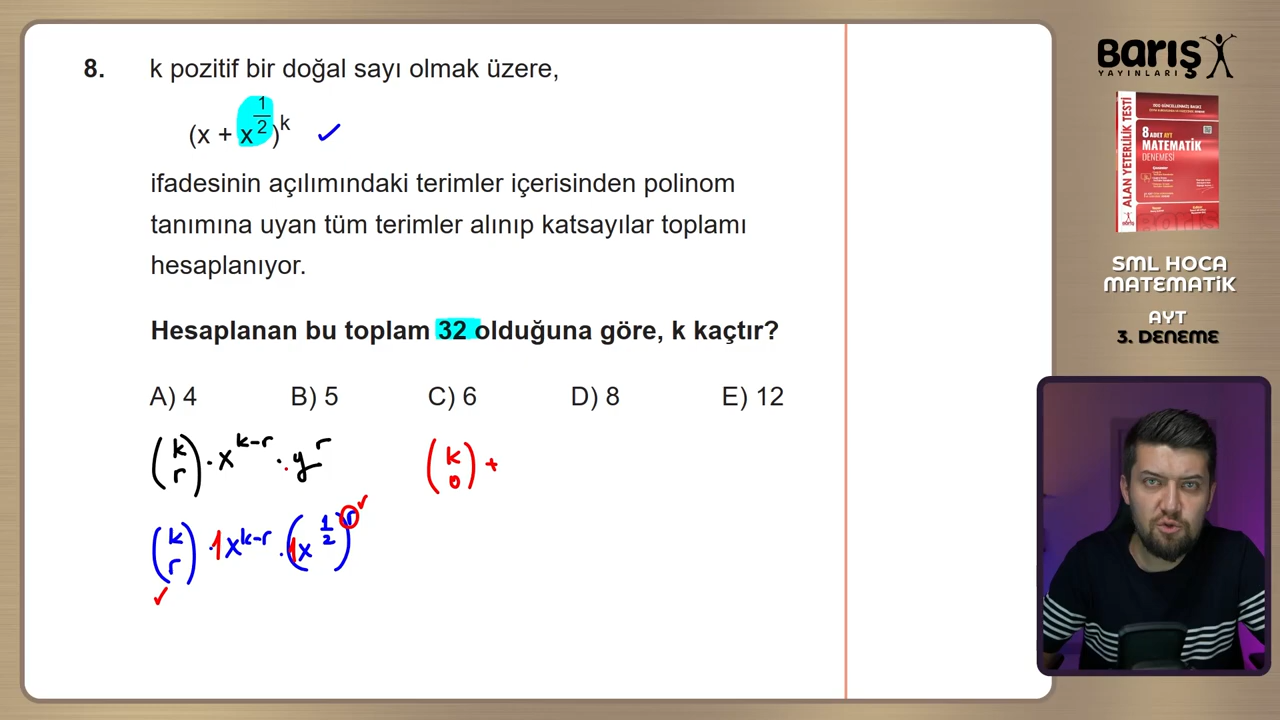 8. k pozitif bir doğal sayı olmak üzere,
(x + x^{1/2})^k ✓
ifadesinin açılımındaki terimler içerisinden polinom
tanımına uyan tüm terimler alınıp katsayılar toplamı
hesaplanıyor.
Hesaplanan bu toplam 32 olduğuna göre, k kaçtır?
A) 4 B) 5 C) 6 D) 8 E) 12
(k r) · x^{k-r} · y^r
(k 0) +
(k r) · 1x^{k-r} · (1x^{1/2})^r ✓
✓
Barış
YAYINLARI
ALAN YETERLİLİK TESTİ
8 ADET AYT
MATEMATİK
DENEMESİ
BARIŞ
SML HOCA
MATEMATİK
AYT
3. DENEME